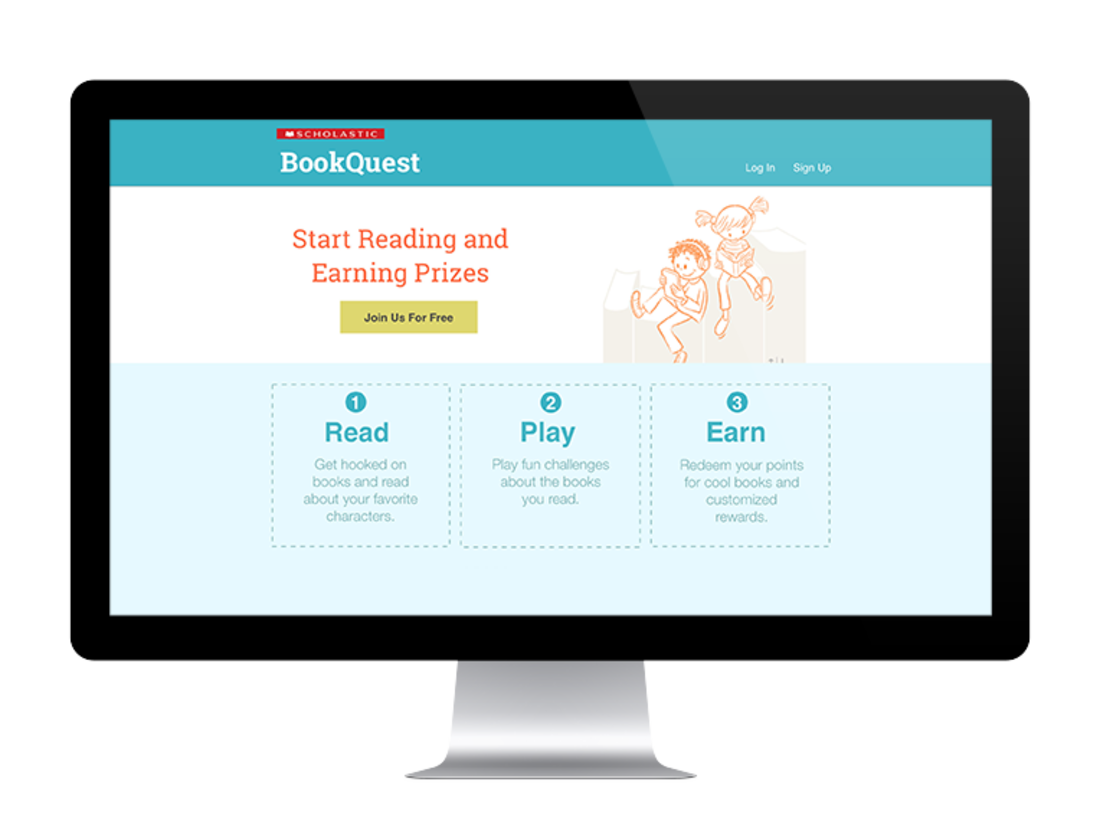 SCHOLASTIC
BookQuest
Log In Sign Up
Start Reading and
Earning Prizes
Join Us For Free
1
Read
Get hooked on
books and read
about your favorite
characters.
2
Play
Play fun challenges
about the books
you read.
3
Earn
Redeem your points
for cool books and
customized
rewards.